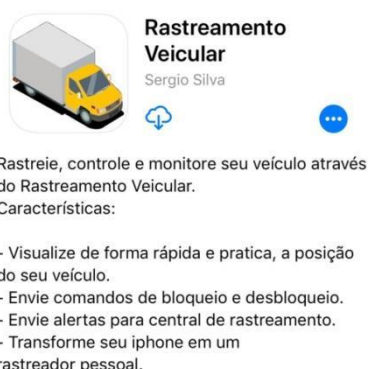 Rastreamento
Veicular
Sergio Silva
Rastreie, controle e monitore seu veículo através
do Rastreamento Veicular.
Características:
- Visualize de forma rápida e pratica, a posição
do seu veículo.
- Envie comandos de bloqueio e desbloqueio.
- Envie alertas para central de rastreamento.
- Transforme seu iphone em um
rastreador pessoal.